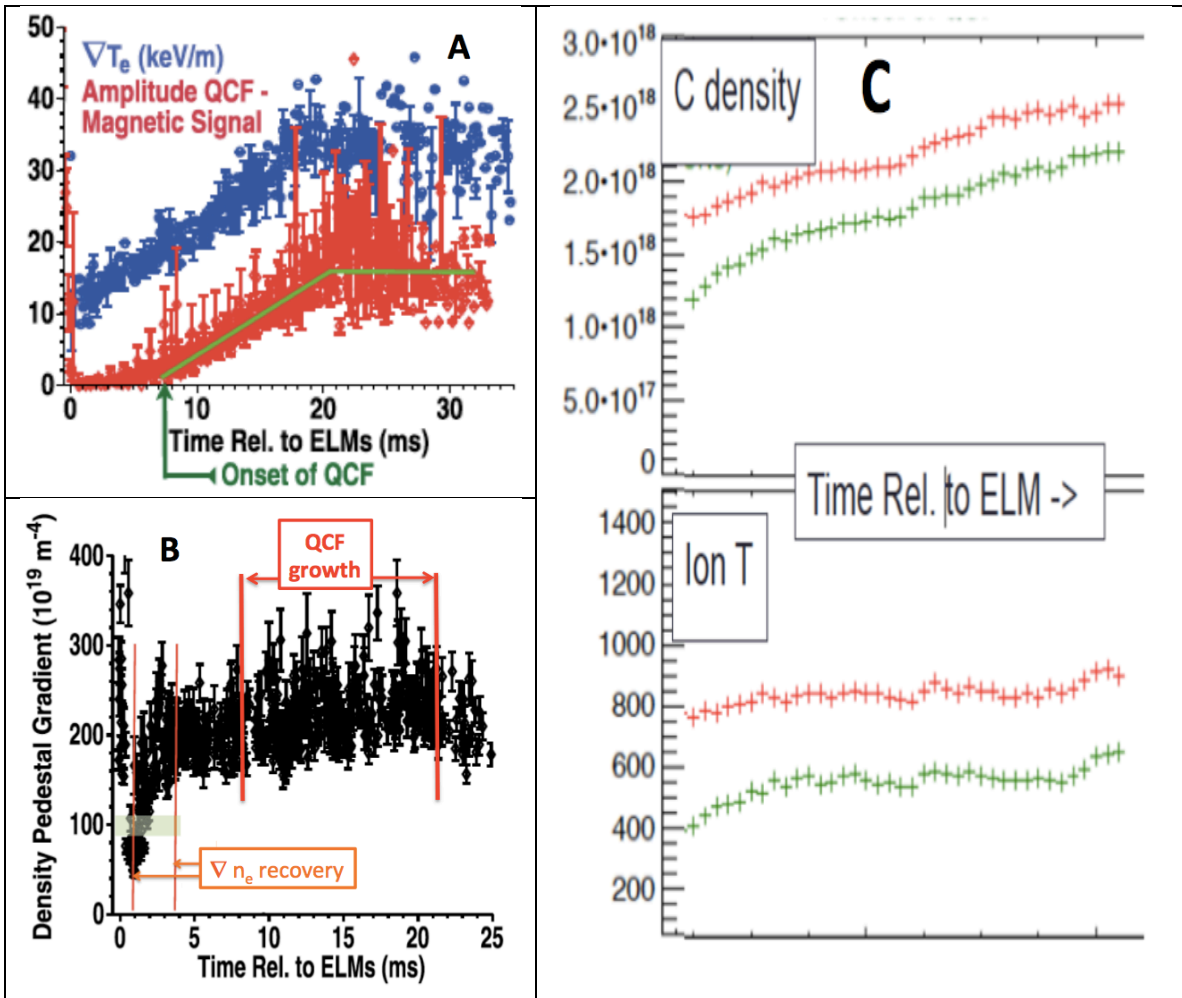 50
40
30
20
10
0
∇Te (keV/m)
Amplitude QCF -
Magnetic Signal
A
0 10 20 30
Time Rel. to ELMs (ms)
Onset of QCF
B
Density Pedestal Gradient (10^19 m^-4)
400
300
200
100
0
QCF
growth
∇ ne recovery
0 5 10 15 20 25
Time Rel. to ELMs (ms)
C density
C
3.0•10^18
2.5•10^18
2.0•10^18
1.5•10^18
1.0•10^18
5.0•10^17
0
Time Rel. to ELM ->
Ion T
1400
1200
1000
800
600
400
200